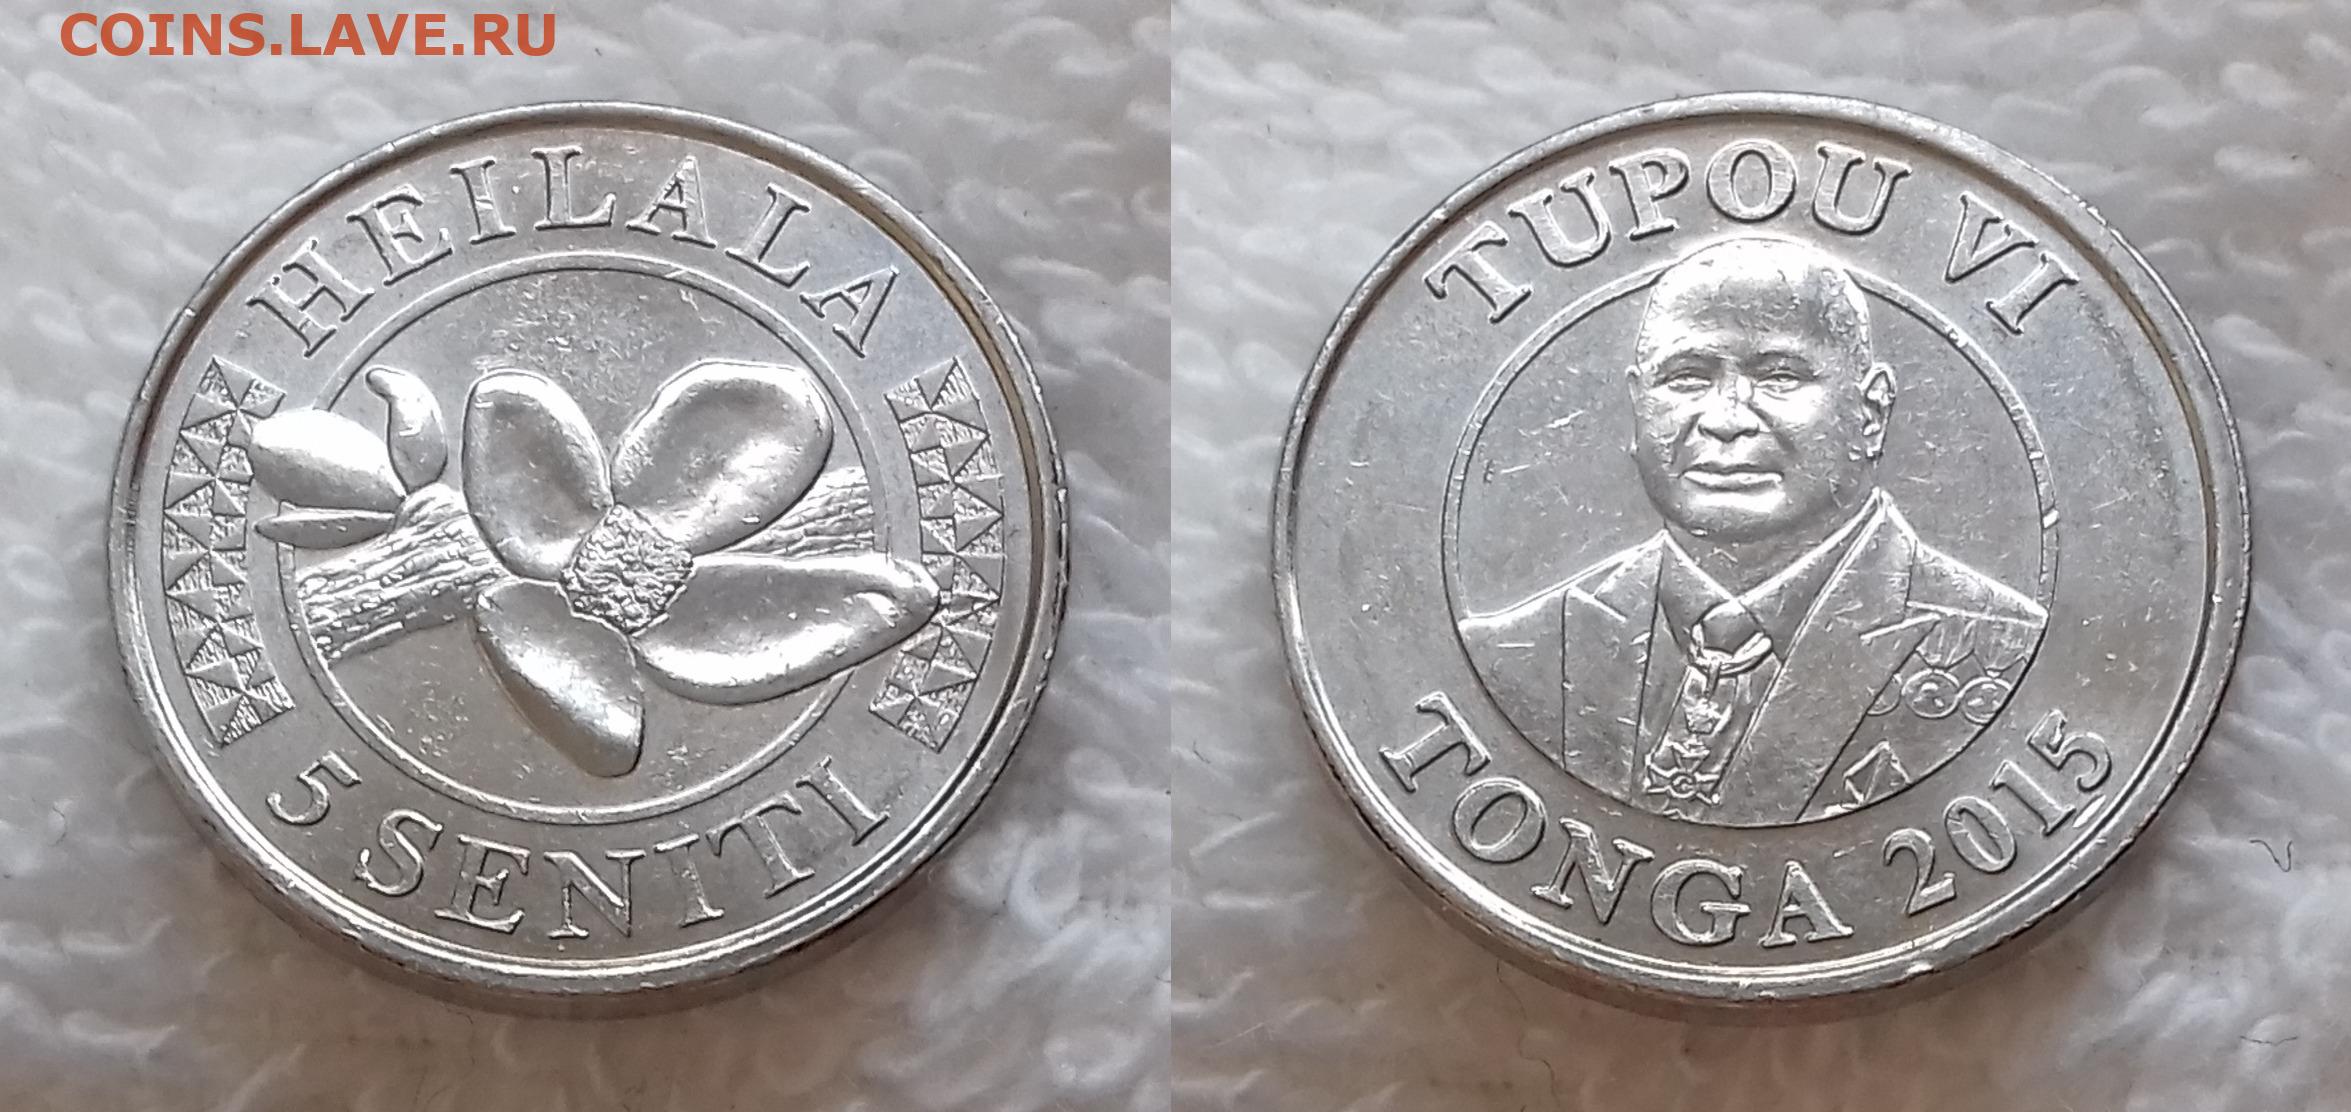 COINS.LAVE.RU
HEILALA
5 SENITI
TUPOU VI
TONGA 2015